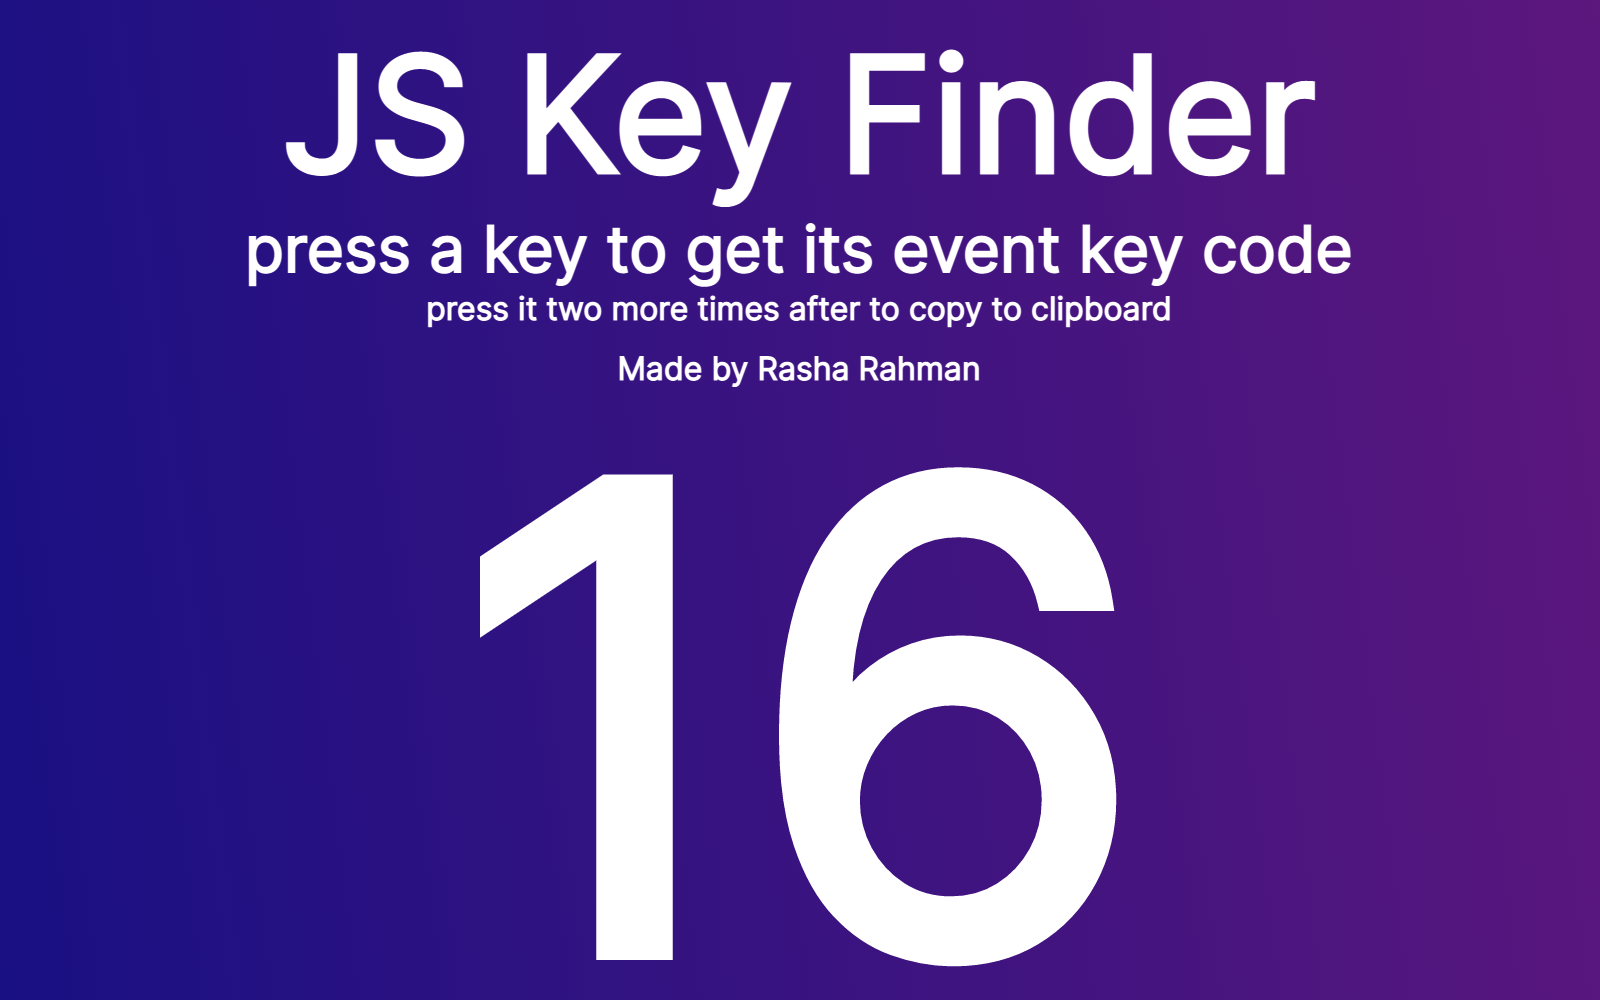 JS Key Finder
press a key to get its event key code
press it two more times after to copy to clipboard
Made by Rasha Rahman
16